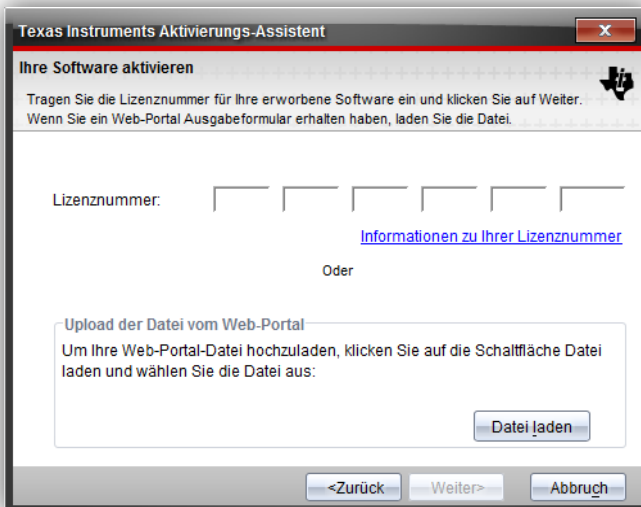 Texas Instruments Aktivierungs-Assistent
Ihre Software aktivieren
Tragen Sie die Lizenznummer für Ihre erworbene Software ein und klicken Sie auf Weiter.
Wenn Sie ein Web-Portal Ausgabeformular erhalten haben, laden Sie die Datei.
Lizenznummer:
Informationen zu Ihrer Lizenznummer
Oder
Upload der Datei vom Web-Portal
Um Ihre Web-Portal-Datei hochzuladen, klicken Sie auf die Schaltfläche Datei
laden und wählen Sie die Datei aus:
Datei laden
<Zurück Weiter> Abbruch